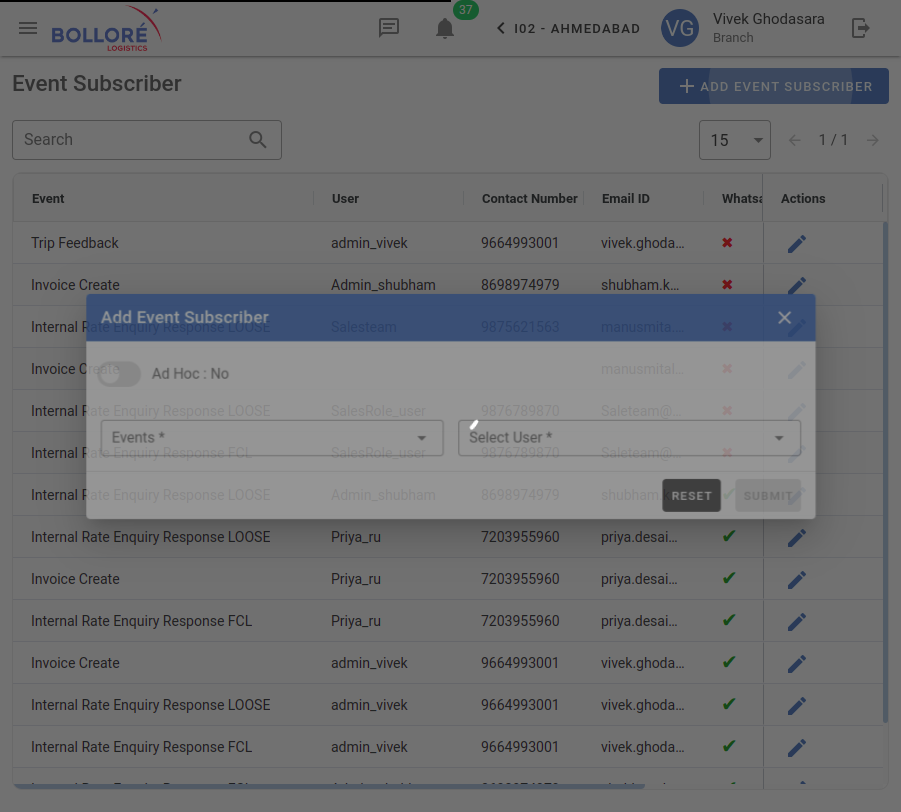 37
BOLLORÉ
LOGISTICS
I02 - AHMEDABAD
VG
Vivek Ghodasara
Branch
Event Subscriber
ADD EVENT SUBSCRIBER
Search
15
1 / 1
Event User Contact Number Email ID Whatsa Actions
Trip Feedback admin_vivek 9664993001 vivek.ghoda...
Invoice Create Admin_shubham 8698974979 shubham.k...
Add Event Subscriber
Internal Rate Enquiry Response LOOSE Salesteam 9875621563 manusmita...
Invoice Create manusmital...
Ad Hoc : No
Internal Rate Enquiry Response LOOSE SalesRole_user 9876789870 Saleteam@...
Events *
Select User *
Internal Rate Enquiry Response FCL SalesRole_user 9876789870 Saleteam@...
Internal Rate Enquiry Response LOOSE Admin_shubham 8698974979 shubham.k
RESET
SUBMIT
Internal Rate Enquiry Response LOOSE Priya_ru 7203955960 priya.desai...
Invoice Create Priya_ru 7203955960 priya.desai...
Internal Rate Enquiry Response FCL Priya_ru 7203955960 priya.desai...
Invoice Create admin_vivek 9664993001 vivek.ghoda...
Internal Rate Enquiry Response LOOSE admin_vivek 9664993001 vivek.ghoda...
Internal Rate Enquiry Response FCL admin_vivek 9664993001 vivek.ghoda...